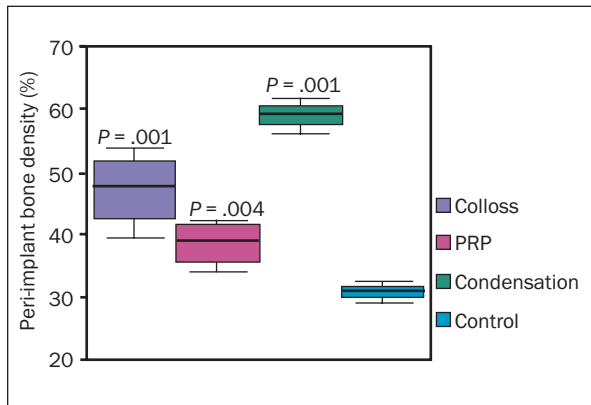 Peri-implant bone density (%)
70
60
50
40
30
20
P = .001
P = .004
P = .001
Colloss
PRP
Condensation
Control